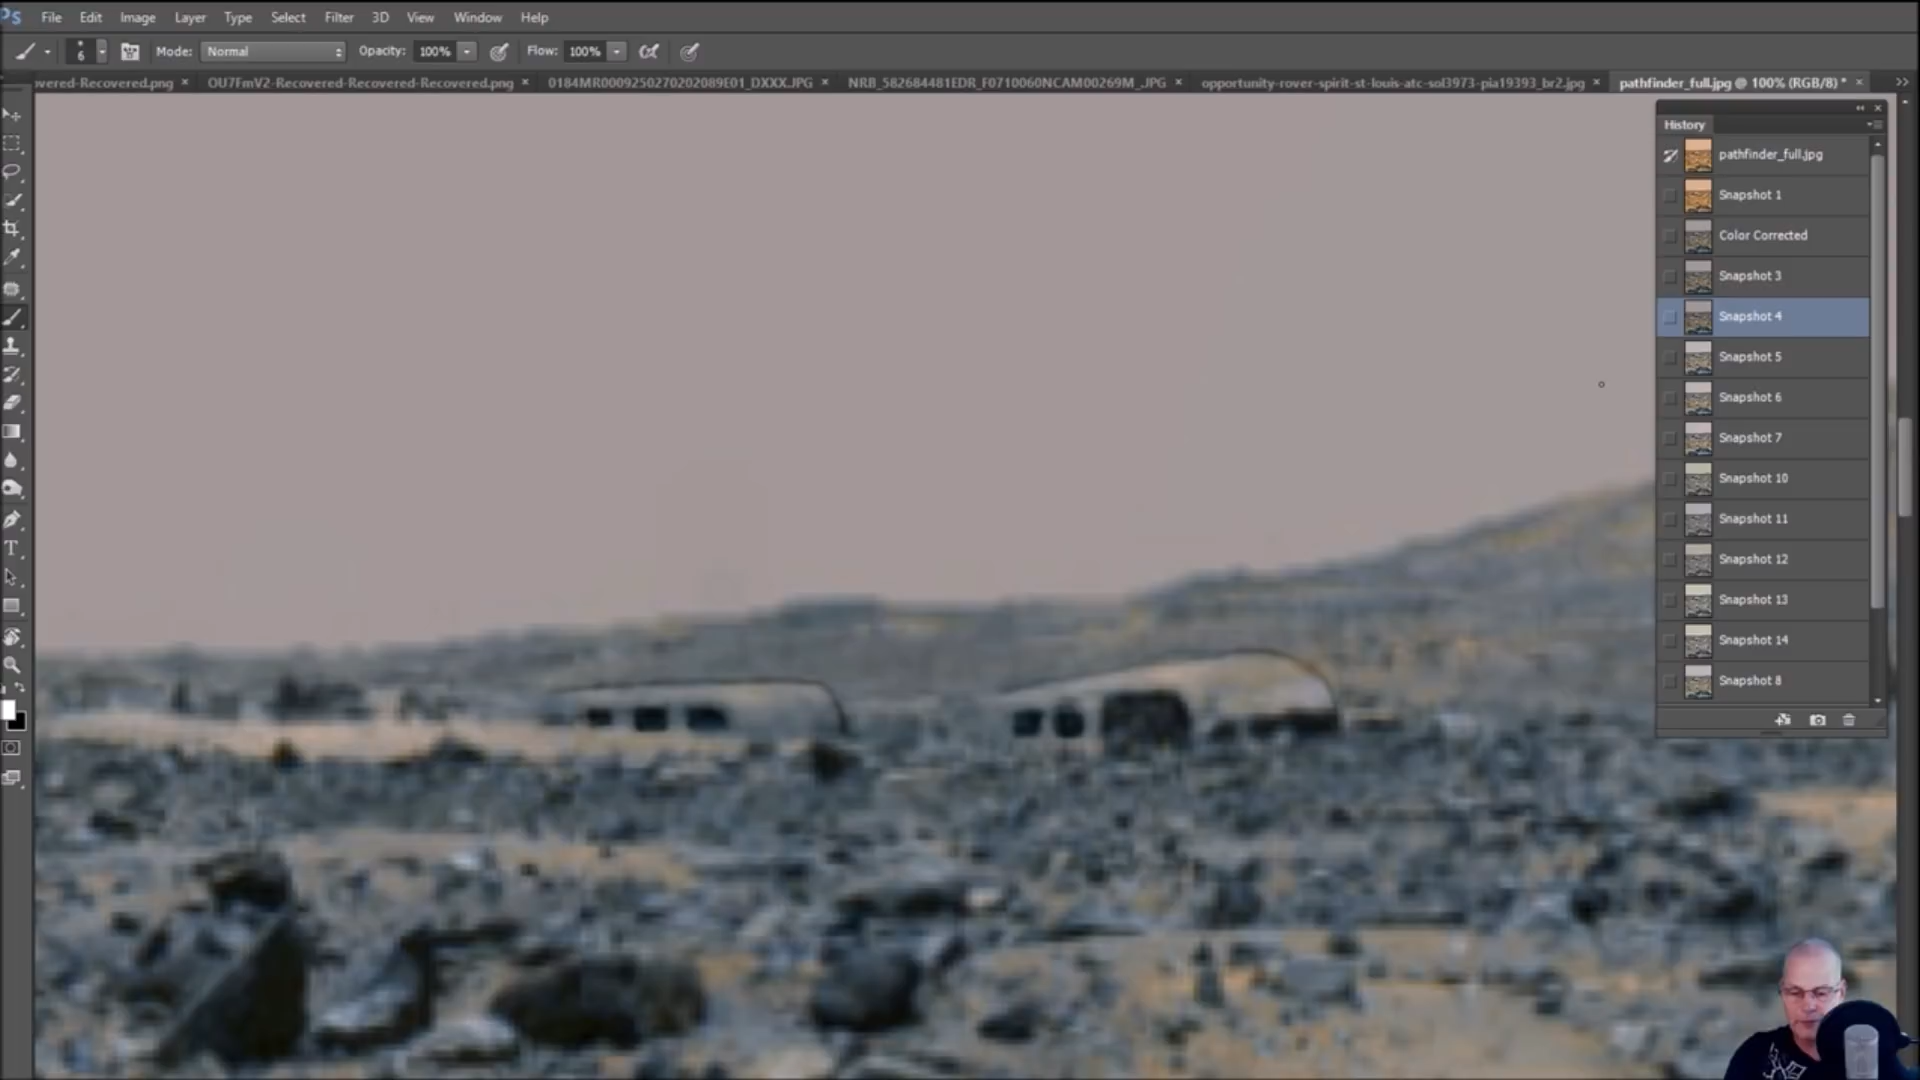 Ps File Edit Image Layer Type Select Filter 3D View Window Help
6 Mode: Normal Opacity: 100% Flow: 100%
vered-Recovered.png × OU7FmV2-Recovered-Recovered-Recovered.png × 0184MR0009250270202089E01_DXXX.JPG × NRB_582684481EDR_F0710060NCAM00269M_.JPG × opportunity-rover-spirit-st-louis-atc-sol3973-pia19393_br2.jpg × pathfinder_full.jpg @ 100% (RGB/8) * ×
History
pathfinder_full.jpg
Snapshot 1
Color Corrected
Snapshot 3
Snapshot 4
Snapshot 5
Snapshot 6
Snapshot 7
Snapshot 10
Snapshot 11
Snapshot 12
Snapshot 13
Snapshot 14
Snapshot 8